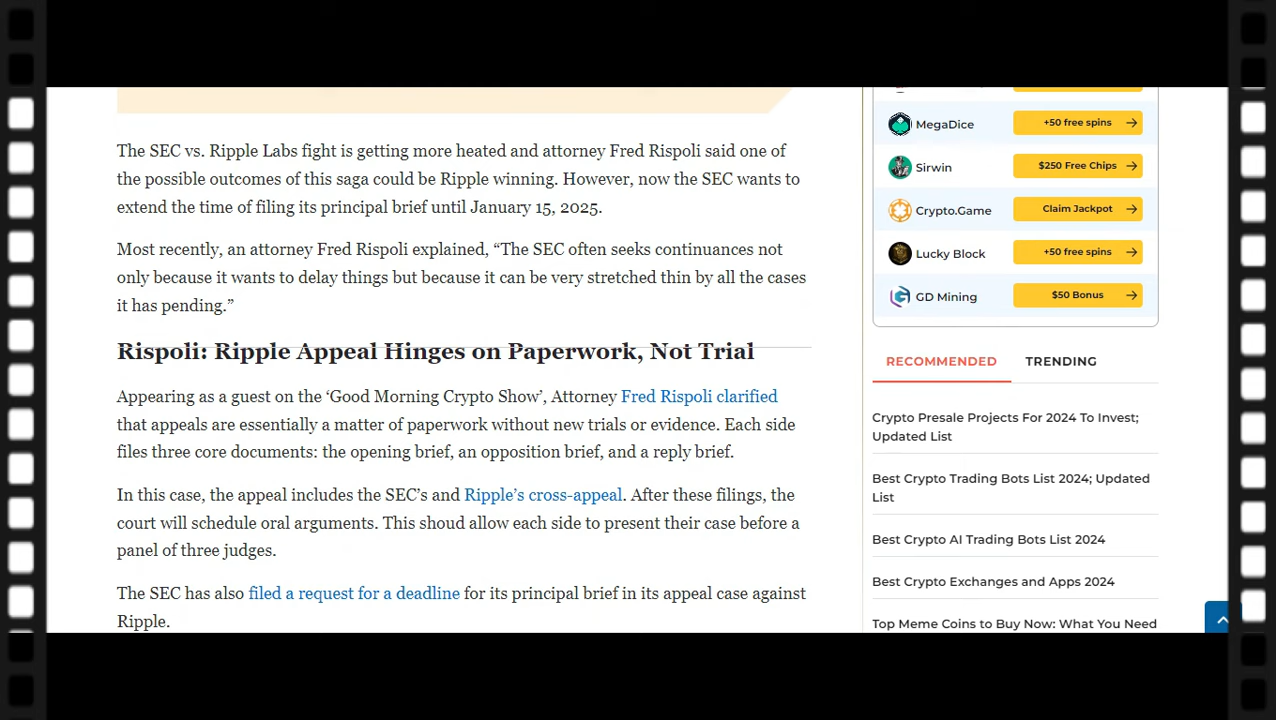 The SEC vs. Ripple Labs fight is getting more heated and attorney Fred Rispoli said one of
the possible outcomes of this saga could be Ripple winning. However, now the SEC wants to
extend the time of filing its principal brief until January 15, 2025.
Most recently, an attorney Fred Rispoli explained, “The SEC often seeks continuances not
only because it wants to delay things but because it can be very stretched thin by all the cases
it has pending.”
Rispoli: Ripple Appeal Hinges on Paperwork, Not Trial
Appearing as a guest on the ‘Good Morning Crypto Show’, Attorney Fred Rispoli clarified
that appeals are essentially a matter of paperwork without new trials or evidence. Each side
files three core documents: the opening brief, an opposition brief, and a reply brief.
In this case, the appeal includes the SEC’s and Ripple’s cross-appeal. After these filings, the
court will schedule oral arguments. This shoud allow each side to present their case before a
panel of three judges.
The SEC has also filed a request for a deadline for its principal brief in its appeal case against
Ripple.
MegaDice +50 free spins
Sirwin $250 Free Chips
Crypto.Game Claim Jackpot
Lucky Block +50 free spins
GD Mining $50 Bonus
RECOMMENDED TRENDING
Crypto Presale Projects For 2024 To Invest;
Updated List
Best Crypto Trading Bots List 2024; Updated
List
Best Crypto AI Trading Bots List 2024
Best Crypto Exchanges and Apps 2024
Top Meme Coins to Buy Now: What You Need